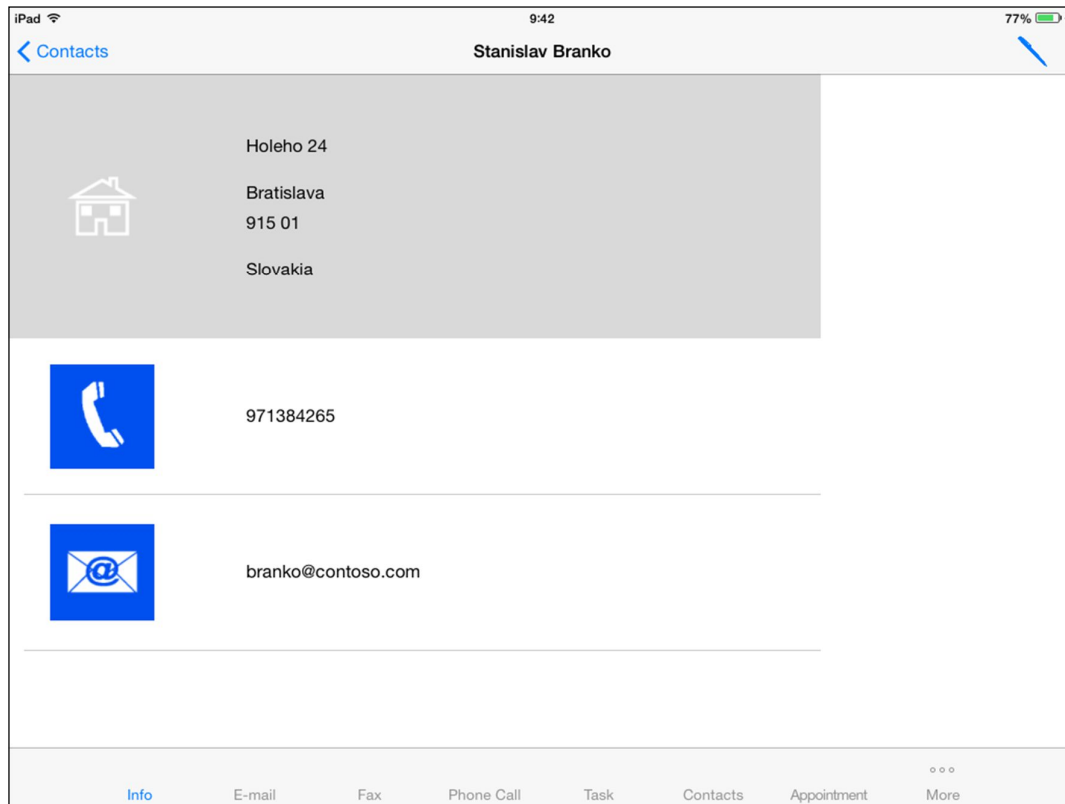 iPad 9:42 77%
Contacts Stanislav Branko
Holeho 24
Bratislava
915 01
Slovakia
971384265
@
branko@contoso.com
Info E-mail Fax Phone Call Task Contacts Appointment More